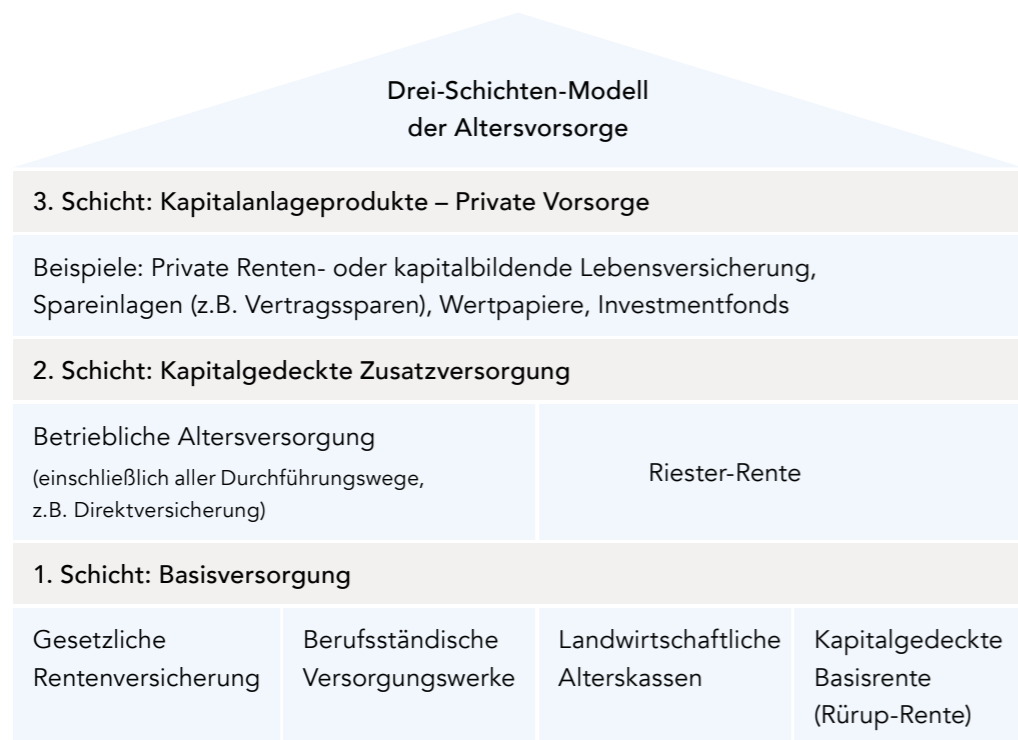 Drei-Schichten-Modell
der Altersvorsorge
3. Schicht: Kapitalanlageprodukte – Private Vorsorge
Beispiele: Private Renten- oder kapitalbildende Lebensversicherung,
Spareinlagen (z.B. Vertragssparen), Wertpapiere, Investmentfonds
2. Schicht: Kapitalgedeckte Zusatzversorgung
Betriebliche Altersversorgung
(einschließlich aller Durchführungswege,
z.B. Direktversicherung)
Riester-Rente
1. Schicht: Basisversorgung
Gesetzliche
Rentenversicherung
Berufsständische
Versorgungswerke
Landwirtschaftliche
Alterskassen
Kapitalgedeckte
Basisrente
(Rürup-Rente)